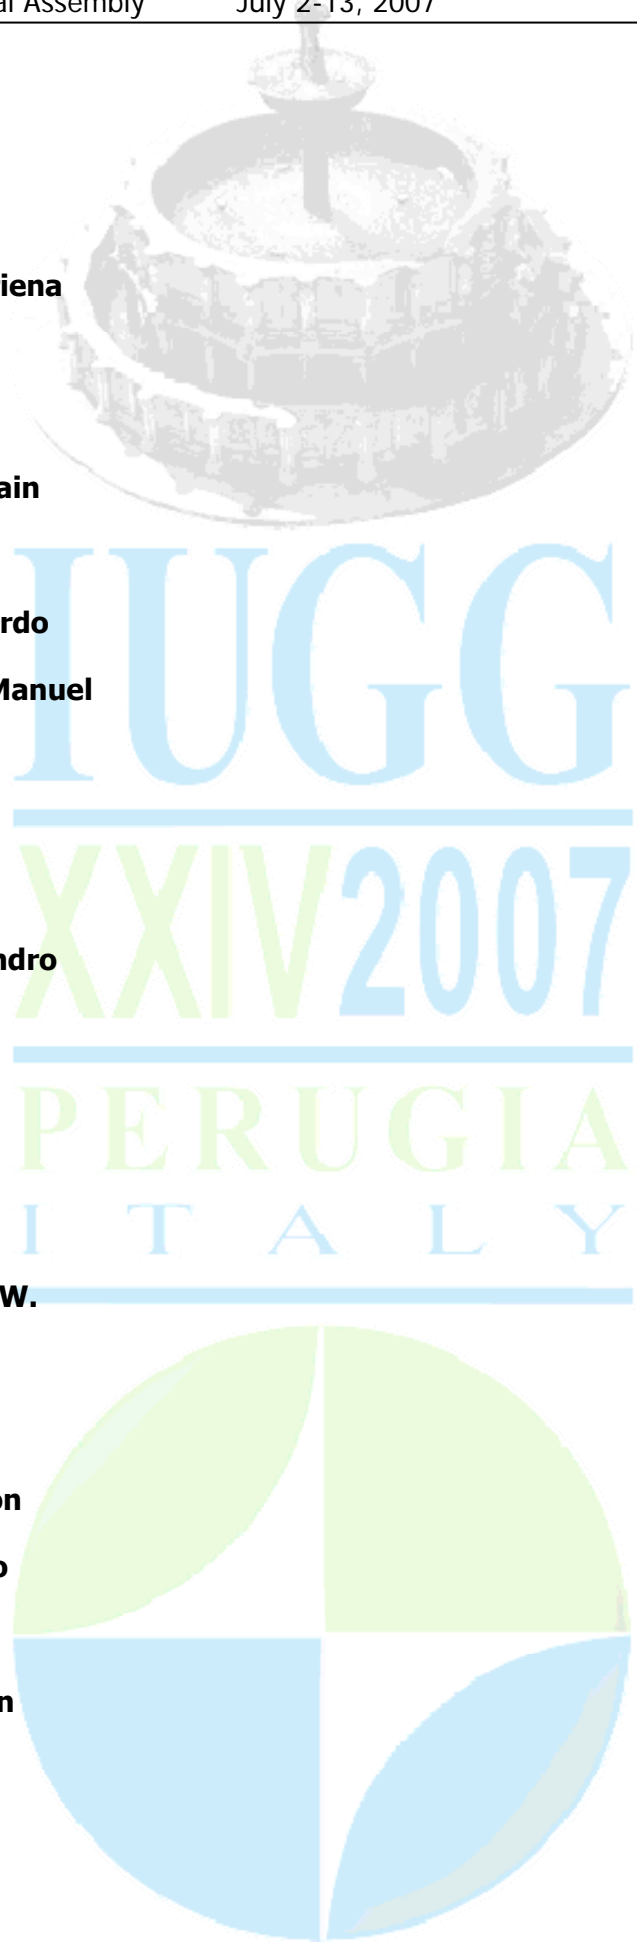 al Assembly July 2-13, 2007
iena
ain
rdo
Manuel
IUGG
XXIV2007
ndro
PERUGIA
ITALY
W.
on
o
n